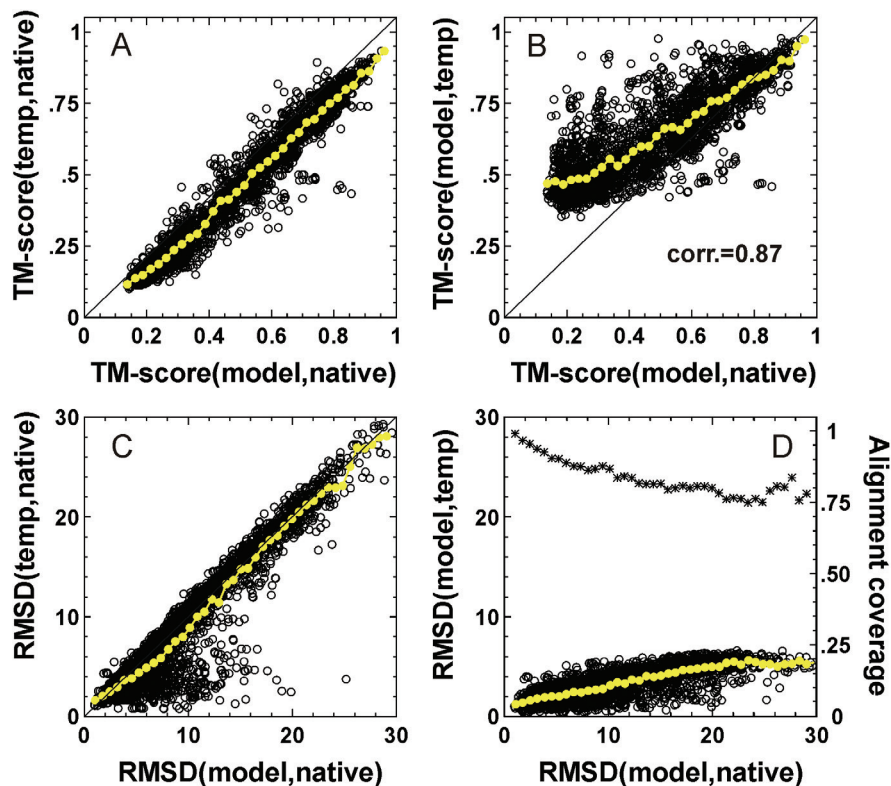 A
TM-score(temp,native)
1
.75
.5
.25
0
0 0.2 0.4 0.6 0.8 1
TM-score(model,native)
B
TM-score(model,temp)
1
.75
.5
.25
0
corr.=0.87
0 0.2 0.4 0.6 0.8 1
TM-score(model,native)
C
RMSD(temp,native)
30
20
10
0
0 10 20 30
RMSD(model,native)
D
RMSD(model,temp)
30
20
10
0
1
0.75
.50
.25
0
Alignment coverage
0 10 20 30
RMSD(model,native)